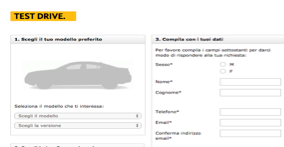 TEST DRIVE.
1. Scegli il tuo modello preferito
Seleziona il modello che ti interessa:
Scegli il modello
Scegli la versione
3. Compila con i tuoi dati
Per favore compila i campi sottostanti per darci
modo di rispondere alla tua richiesta:
Sesso*
M
F
Nome*
Cognome*
Telefono*
Email*
Conferma indirizzo
email*